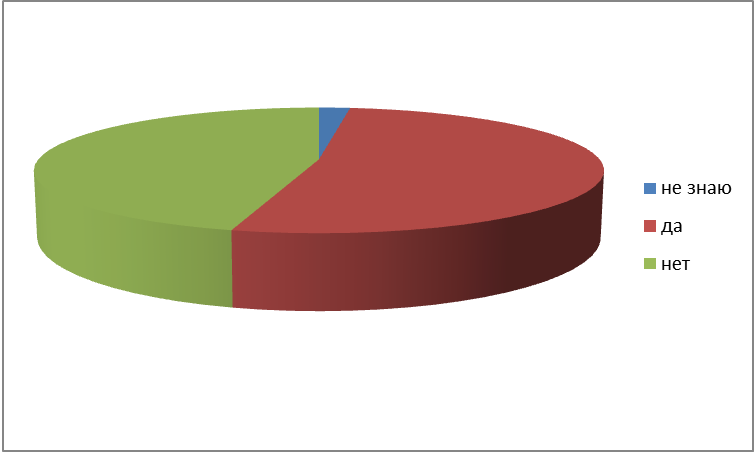 не знаю
да
нет